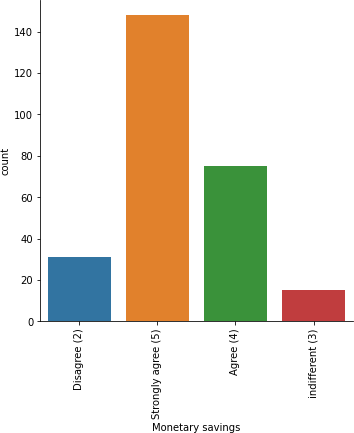 140
120
100
80
60
40
20
0
count
Disagree (2)
Strongly agree (5)
Agree (4)
indifferent (3)
Monetary savings